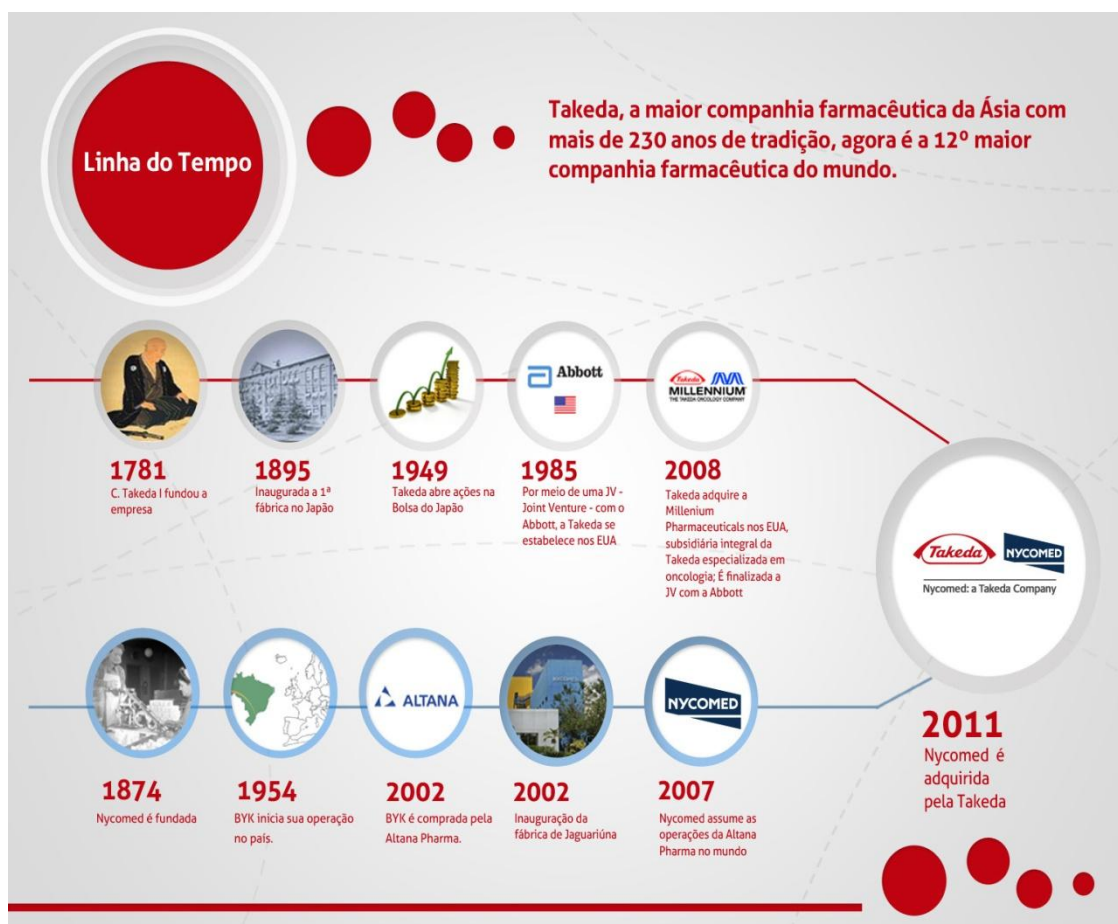 Linha do Tempo
Takeda, a maior companhia farmacêutica da Ásia com
mais de 230 anos de tradição, agora é a 12º maior
companhia farmacêutica do mundo.
Abbott
Takeda
MILLENNIUM
THE TAKEDA ONCOLOGY COMPANY
1781
C. Takeda I fundou a
empresa
1895
Inaugurada a 1ª
fábrica no Japão
1949
Takeda abre ações na
Bolsa do Japão
1985
Por meio de uma JV -
Joint Venture - com o
Abbott, a Takeda se
estabelece nos EUA
2008
Takeda adquire a
Millenium
Pharmaceuticals nos EUA,
subsidiária integral da
Takeda especializada em
oncologia; É finalizada a
JV com a Abbott
Takeda
NYCOMED
Nycomed: a Takeda Company
ALTANA
NYCOMED
1874
Nycomed é fundada
1954
BYK inicia sua operação
no país.
2002
BYK é comprada pela
Altana Pharma.
2002
Inauguração da
fábrica de Jaguariúna
2007
Nycomed assume as
operações da Altana
Pharma no mundo
2011
Nycomed é
adquirida
pela Takeda